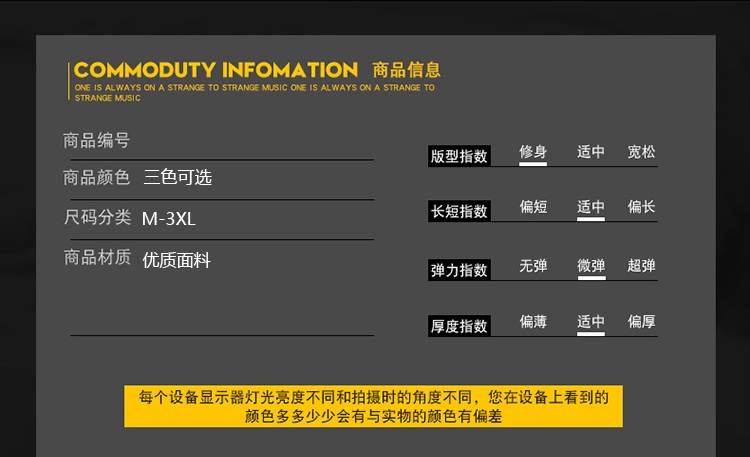 COMMODUTY INFOMATION 商品信息
ONE IS ALWAYS ON A STRANGE TO STRANGE MUSIC ONE IS ALWAYS ON A STRANGE TO
STRANGE MUSIC
商品编号
商品颜色 三色可选
尺码分类 M-3XL
商品材质 优质面料
版型指数 修身 适中 宽松
长短指数 偏短 适中 偏长
弹力指数 无弹 微弹 超弹
厚度指数 偏薄 适中 偏厚
每个设备显示器灯光亮度不同和拍摄时的角度不同，您在设备上看到的
颜色多多少少会有与实物的颜色有偏差